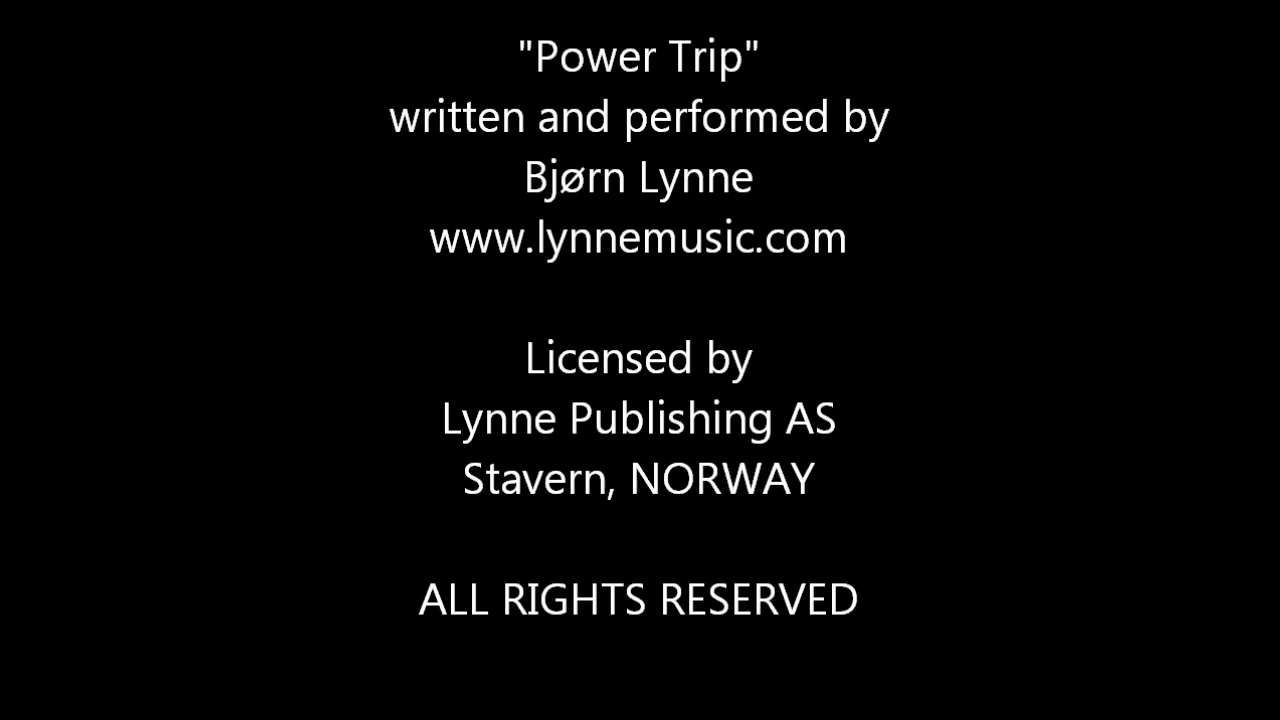 "Power Trip"
written and performed by
Bjørn Lynne
www.lynnemusic.com
Licensed by
Lynne Publishing AS
Stavern, NORWAY
ALL RIGHTS RESERVED